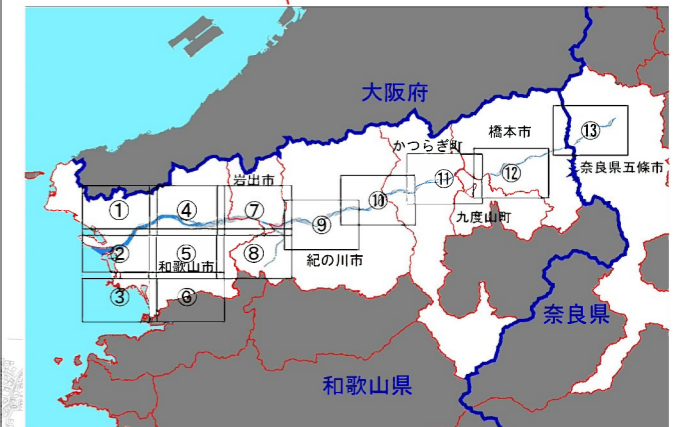 大阪府
⑬
かつらぎ町
橋本市
奈良県五條市
岩出市
⑪
⑫
①
④
⑦
⑨
⑩
九度山町
②
⑤
⑧
和歌山市
紀の川市
③
⑥
奈良県
和歌山県